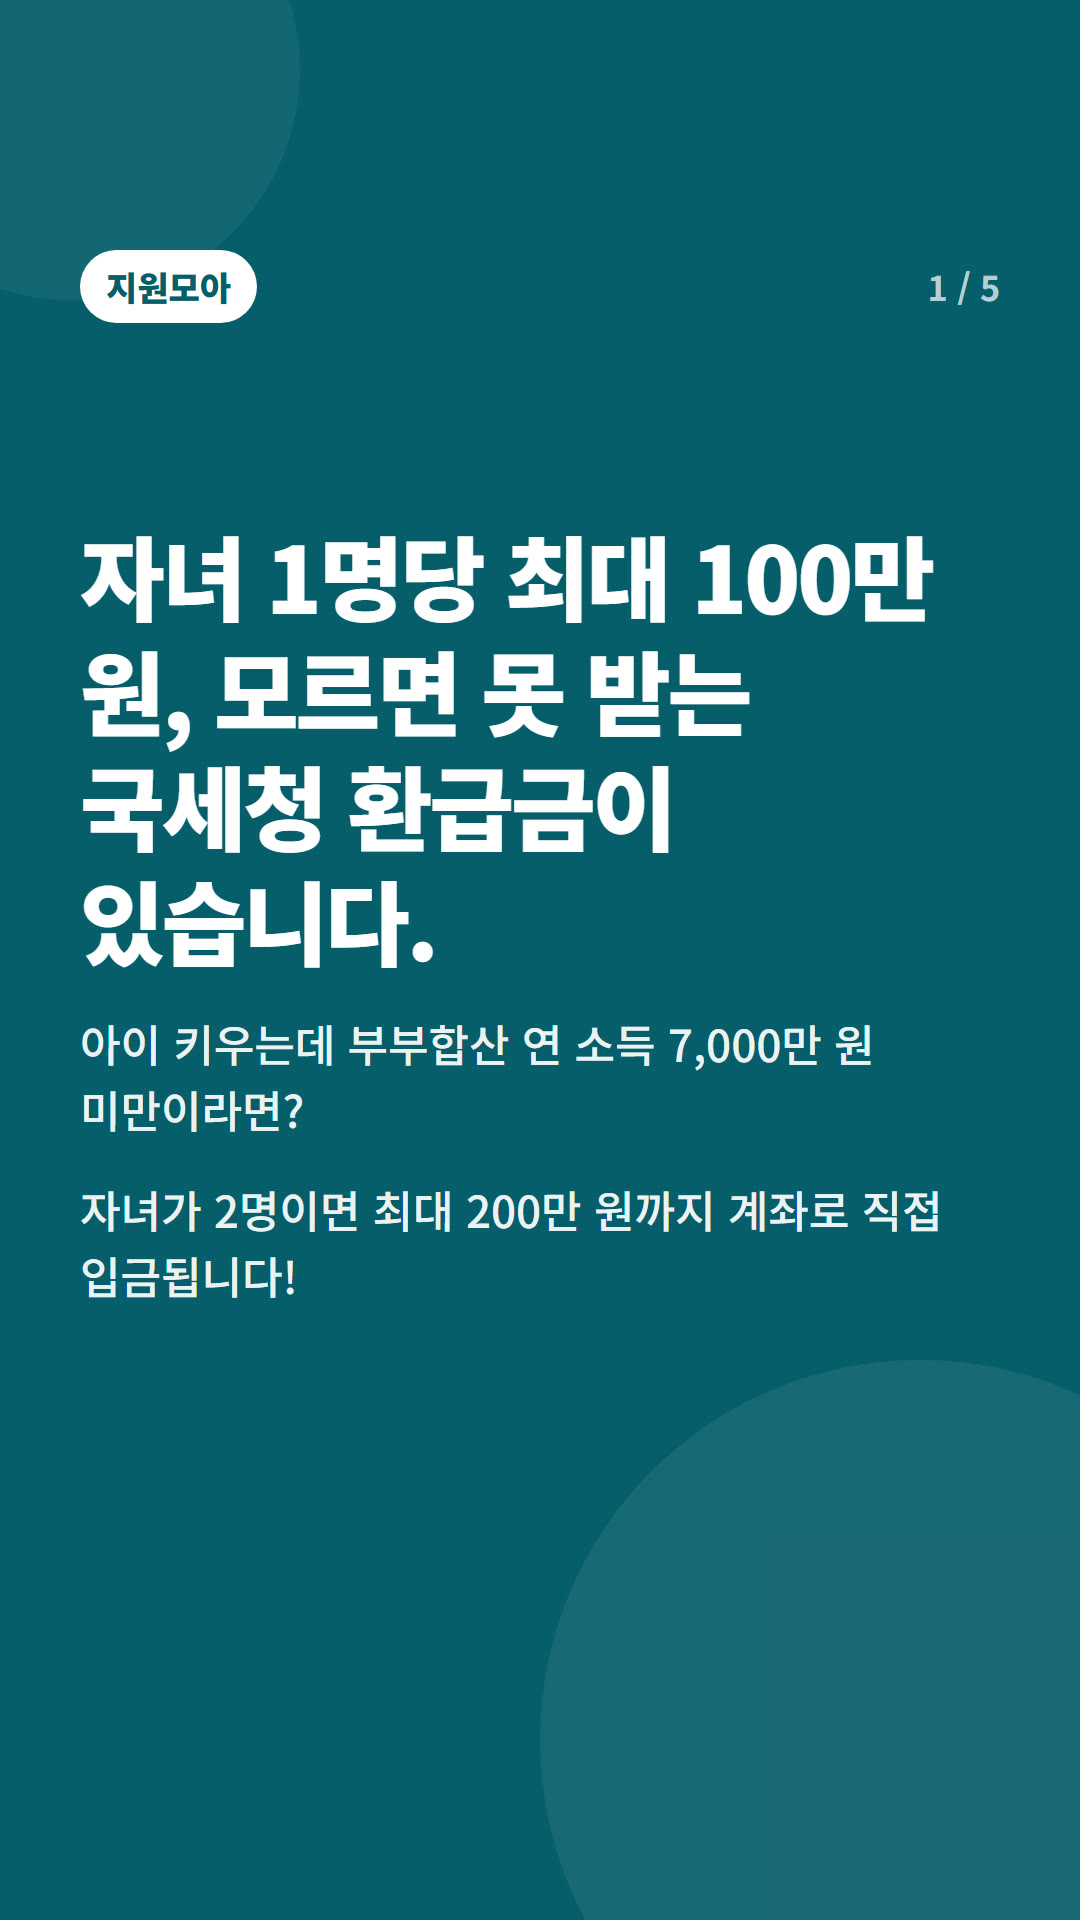 지원모아
1 / 5
자녀 1명당 최대 100만
원, 모르면 못 받는
국세청 환급금이
있습니다.
아이 키우는데 부부합산 연 소득 7,000만 원
미만이라면?
자녀가 2명이면 최대 200만 원까지 계좌로 직접
입금됩니다!